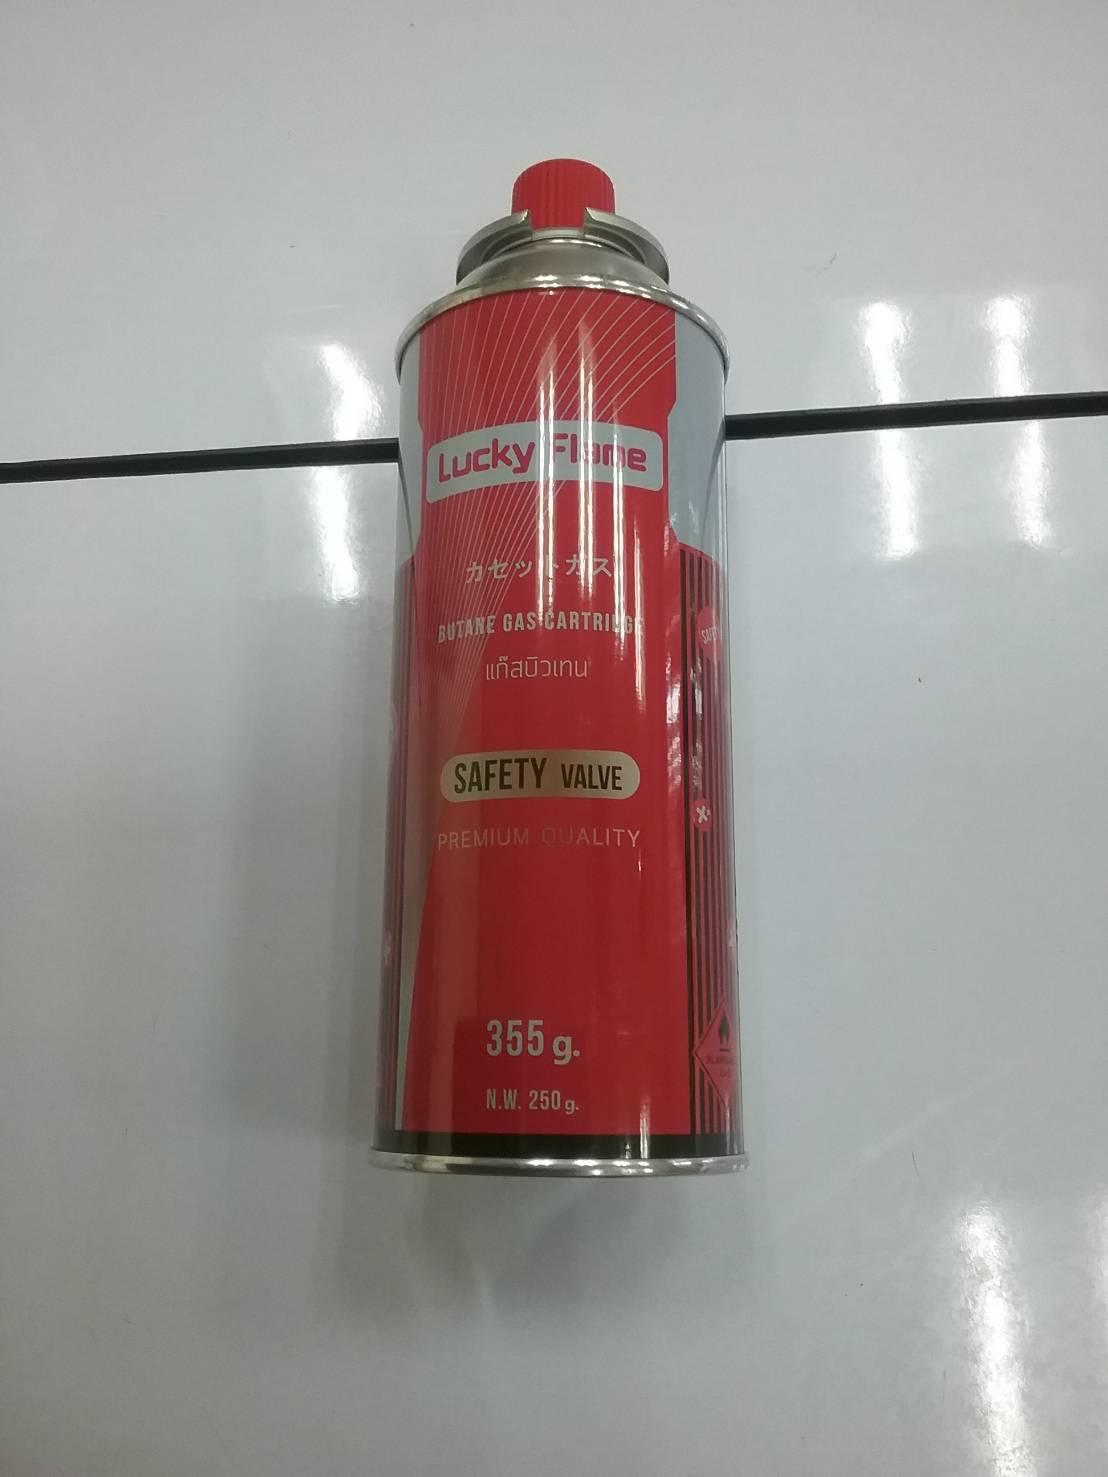 Lucky Flame
カセットガス
BUTANE GAS CARTRIDGE
แก๊สบิวเทน
SAFETY VALVE
PREMIUM QUALITY
355 g.
N.W. 250 g.